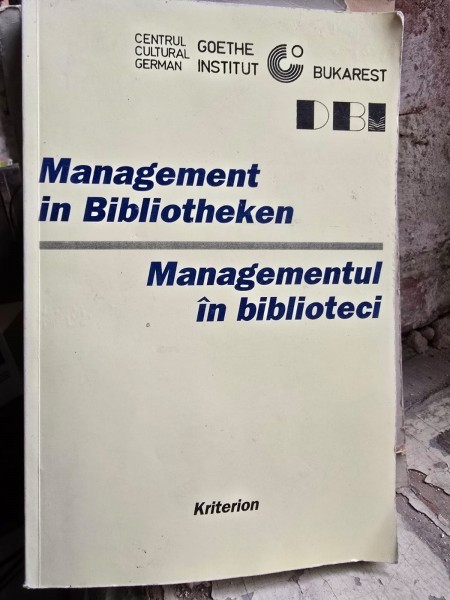 CENTRUL
CULTURAL
GERMAN
GOETHE
INSTITUT
BUKAREST
DBI
Management
in Bibliotheken
Managementul
în biblioteci
Kriterion